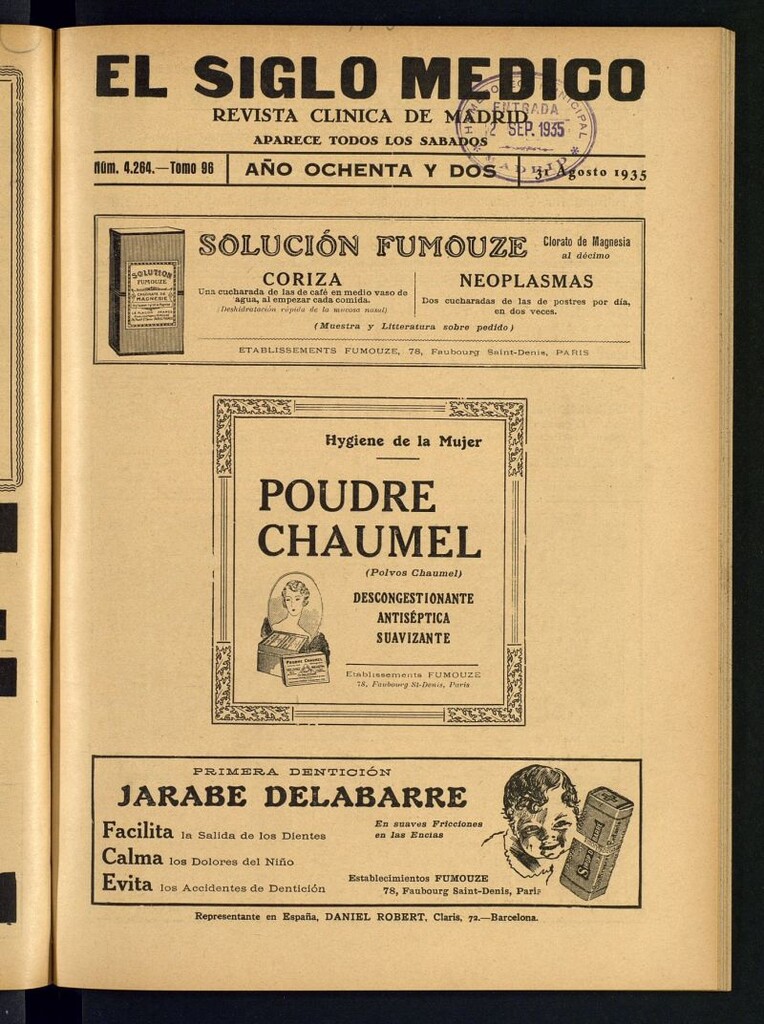 EL SIGLO MEDICO
REVISTA CLINICA DE MADRID
APARECE TODOS LOS SABADOS
ENTRADA
2 SEP. 1935
MADRID
Núm. 4.264.—Tomo 96 AÑO OCHENTA Y DOS 31 Agosto 1935
SOLUCIÓN FUMOUZE Clorato de Magnesia
al décimo
SOLUTION
FUMOUZE
MAGNÉSIE
CORIZA
Una cucharada de las de café en medio vaso de
agua, al empezar cada comida.
(Deshidratación rápida de la mucosa nasal)
NEOPLASMAS
Dos cucharadas de las de postres por día,
en dos veces.
(Muestra y Litteratura sobre pedido)
ETABLISSEMENTS FUMOUZE, 78, Faubourg Saint-Denis, PARIS
Hygiene de la Mujer
POUDRE
CHAUMEL
(Polvos Chaumel)
DESCONGESTIONANTE
ANTISÉPTICA
SUAVIZANTE
POUDRE CHAUMEL
Etablissements FUMOUZE
78, Faubourg St-Denis, Paris
PRIMERA DENTICIÓN
JARABE DELABARRE
Facilita la Salida de los Dientes
Calma los Dolores del Niño
Evita los Accidentes de Dentición
En suaves Fricciones
en las Encias
Establecimientos FUMOUZE
78, Faubourg Saint-Denis, Paris
Representante en España, DANIEL ROBERT, Claris, 72.—Barcelona.